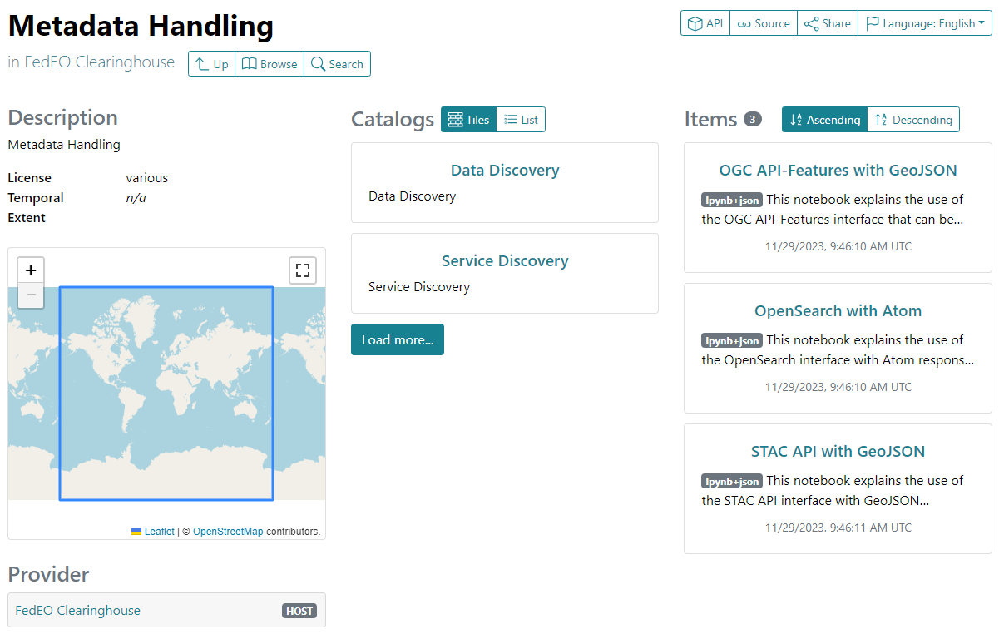 Metadata Handling
in FedEO Clearinghouse
Up
Browse
Search
API
Source
Share
Language: English
Description
Metadata Handling
License various
Temporal n/a
Extent
+
−
Leaflet | © OpenStreetMap contributors.
Provider
FedEO Clearinghouse HOST
Catalogs
Tiles
List
Data Discovery
Data Discovery
Service Discovery
Service Discovery
Load more...
Items 3
Ascending
Descending
OGC API-Features with GeoJSON
Ipynb+json This notebook explains the use of
the OGC API-Features interface that can be...
11/29/2023, 9:46:10 AM UTC
OpenSearch with Atom
Ipynb+json This notebook explains the use of
the OpenSearch interface with Atom respons...
11/29/2023, 9:46:10 AM UTC
STAC API with GeoJSON
Ipynb+json This notebook explains the use of
the STAC API interface with GeoJSON...
11/29/2023, 9:46:11 AM UTC